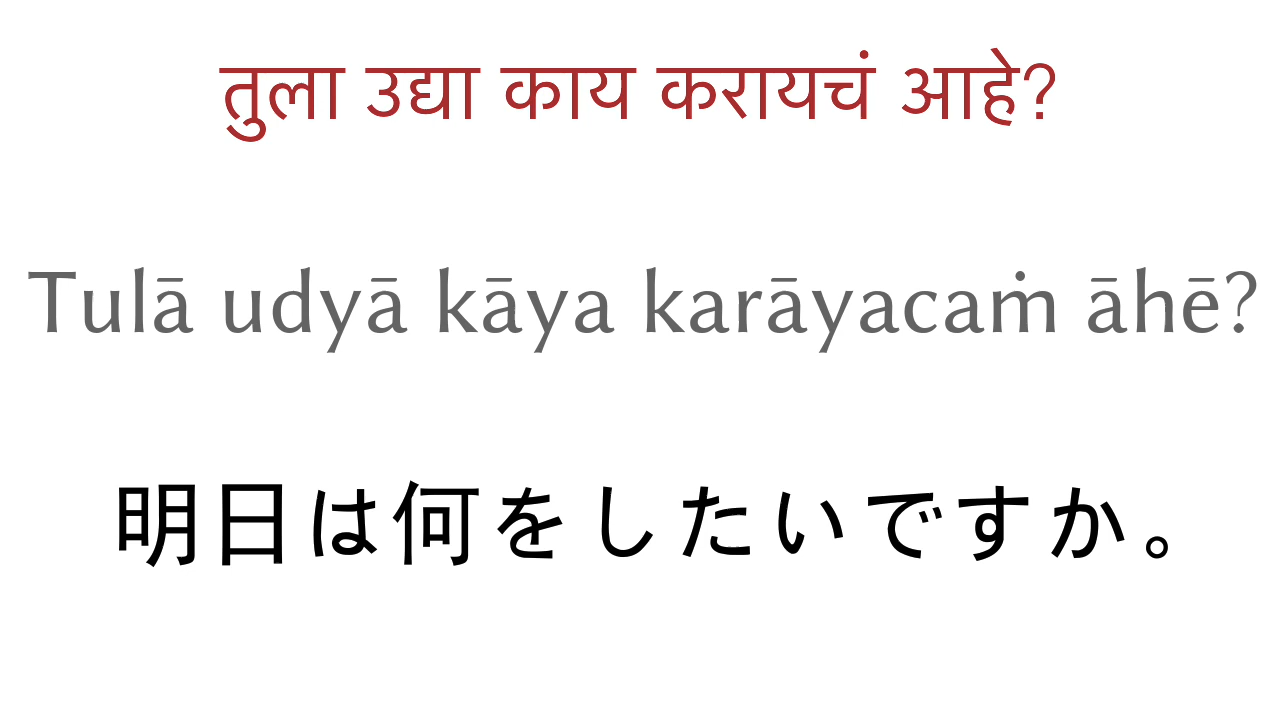 तुला उद्या काय करायचं आहे?
Tulā udyā kāya karāyacaṁ āhē?
明日は何をしたいですか。